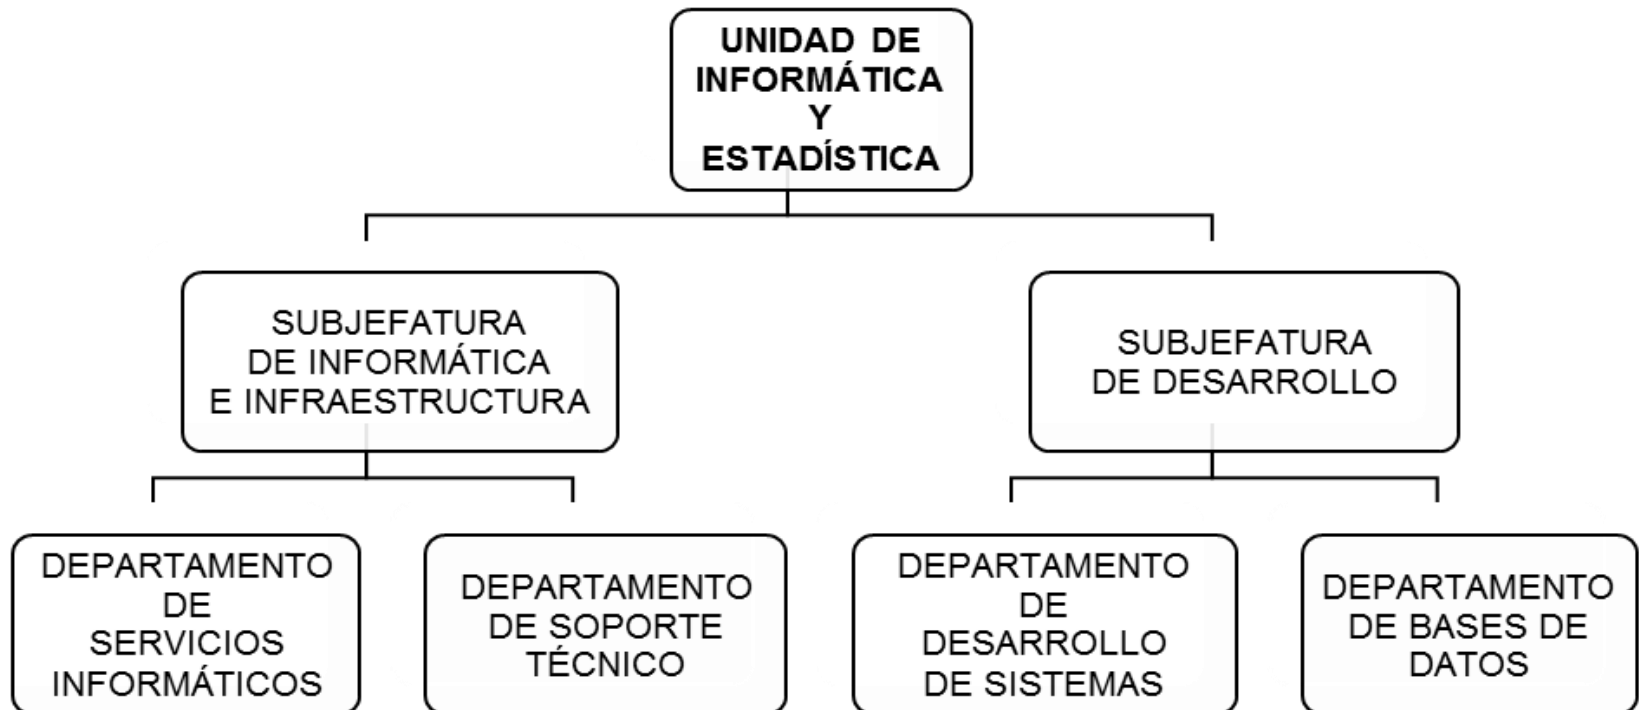 UNIDAD DE
INFORMÁTICA
Y
ESTADÍSTICA
SUBJEFATURA
DE INFORMÁTICA
E INFRAESTRUCTURA
SUBJEFATURA
DE DESARROLLO
DEPARTAMENTO
DE
SERVICIOS
INFORMÁTICOS
DEPARTAMENTO
DE SOPORTE
TÉCNICO
DEPARTAMENTO
DE
DESARROLLO
DE SISTEMAS
DEPARTAMENTO
DE BASES DE
DATOS